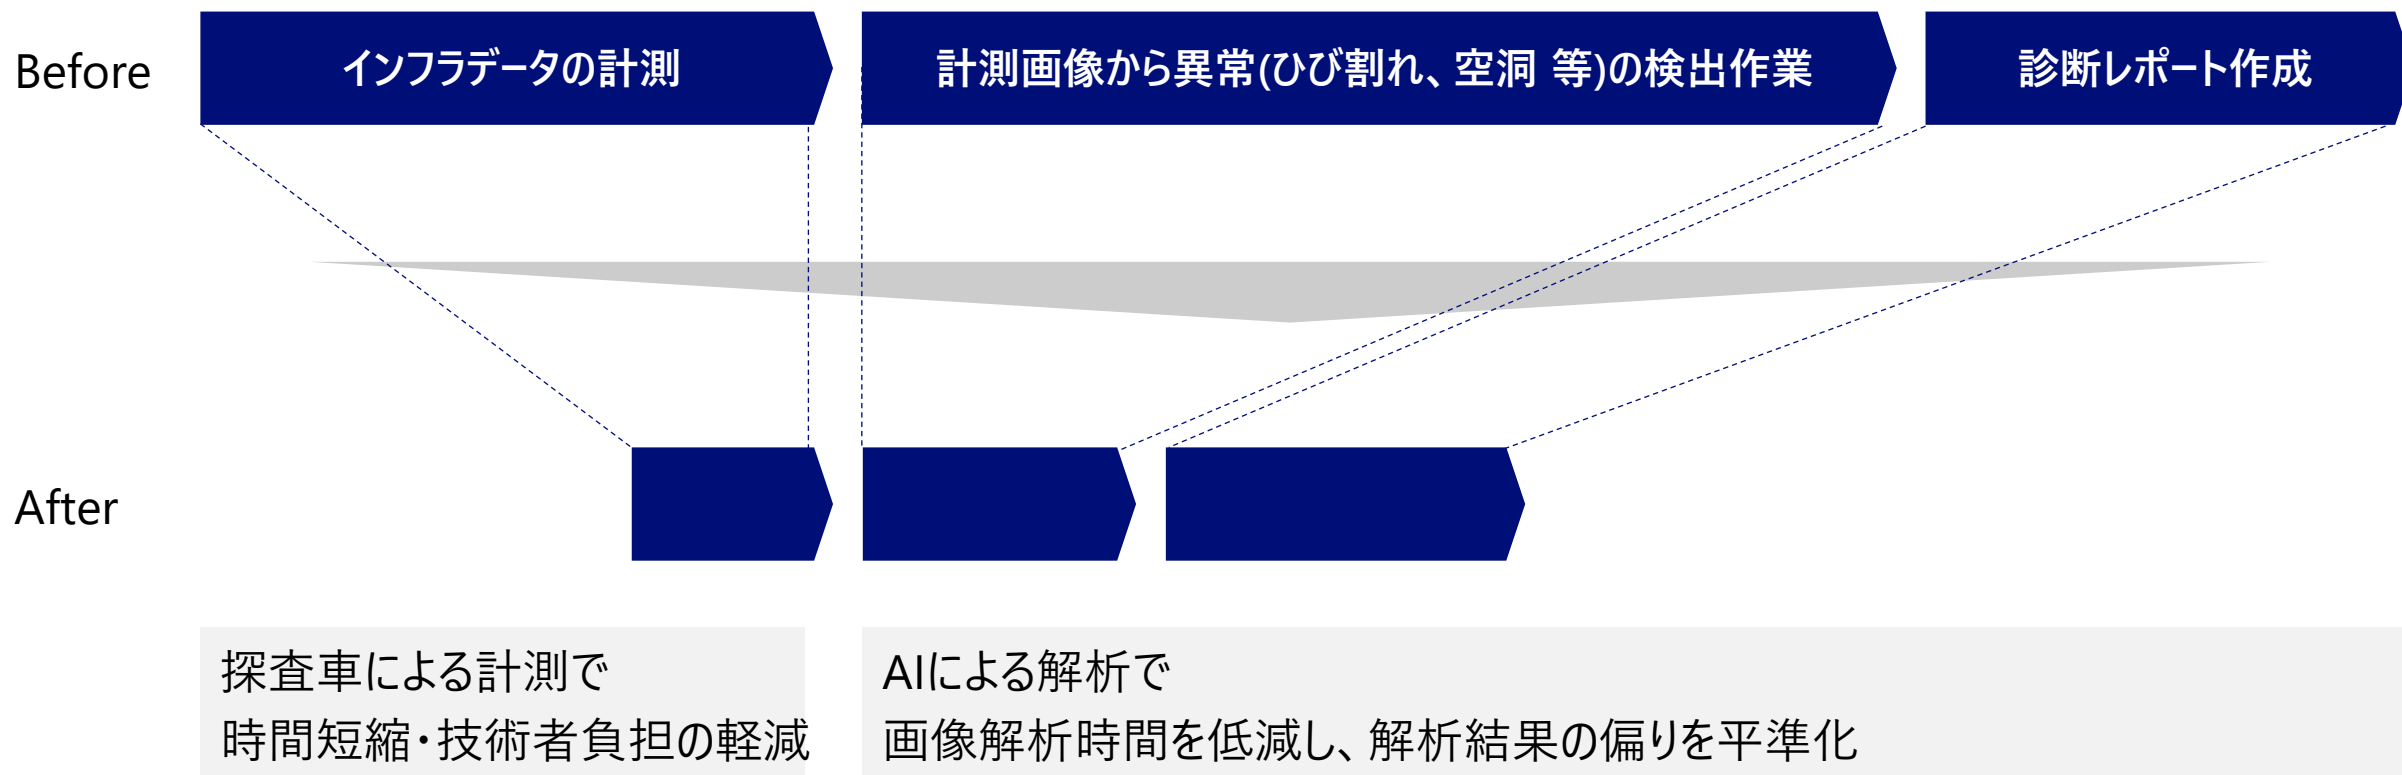 Before
インフラデータの計測
計測画像から異常(ひび割れ、空洞 等)の検出作業
診断レポート作成
After
探査車による計測で
時間短縮・技術者負担の軽減
AIによる解析で
画像解析時間を低減し、解析結果の偏りを平準化